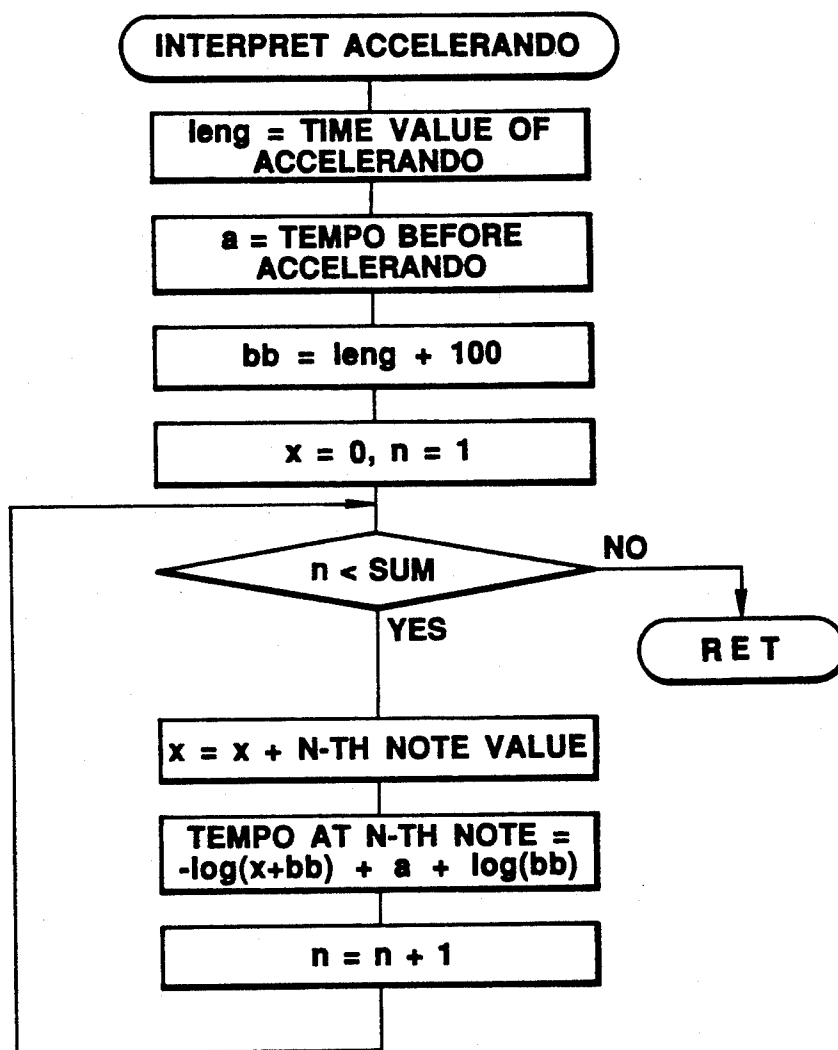 INTERPRET ACCELERANDO
leng = TIME VALUE OF
ACCELERANDO
a = TEMPO BEFORE
ACCELERANDO
bb = leng + 100
x = 0, n = 1
n < SUM
NO
YES
RET
x = x + N-TH NOTE VALUE
TEMPO AT N-TH NOTE =
-log(x+bb) + a + log(bb)
n = n + 1